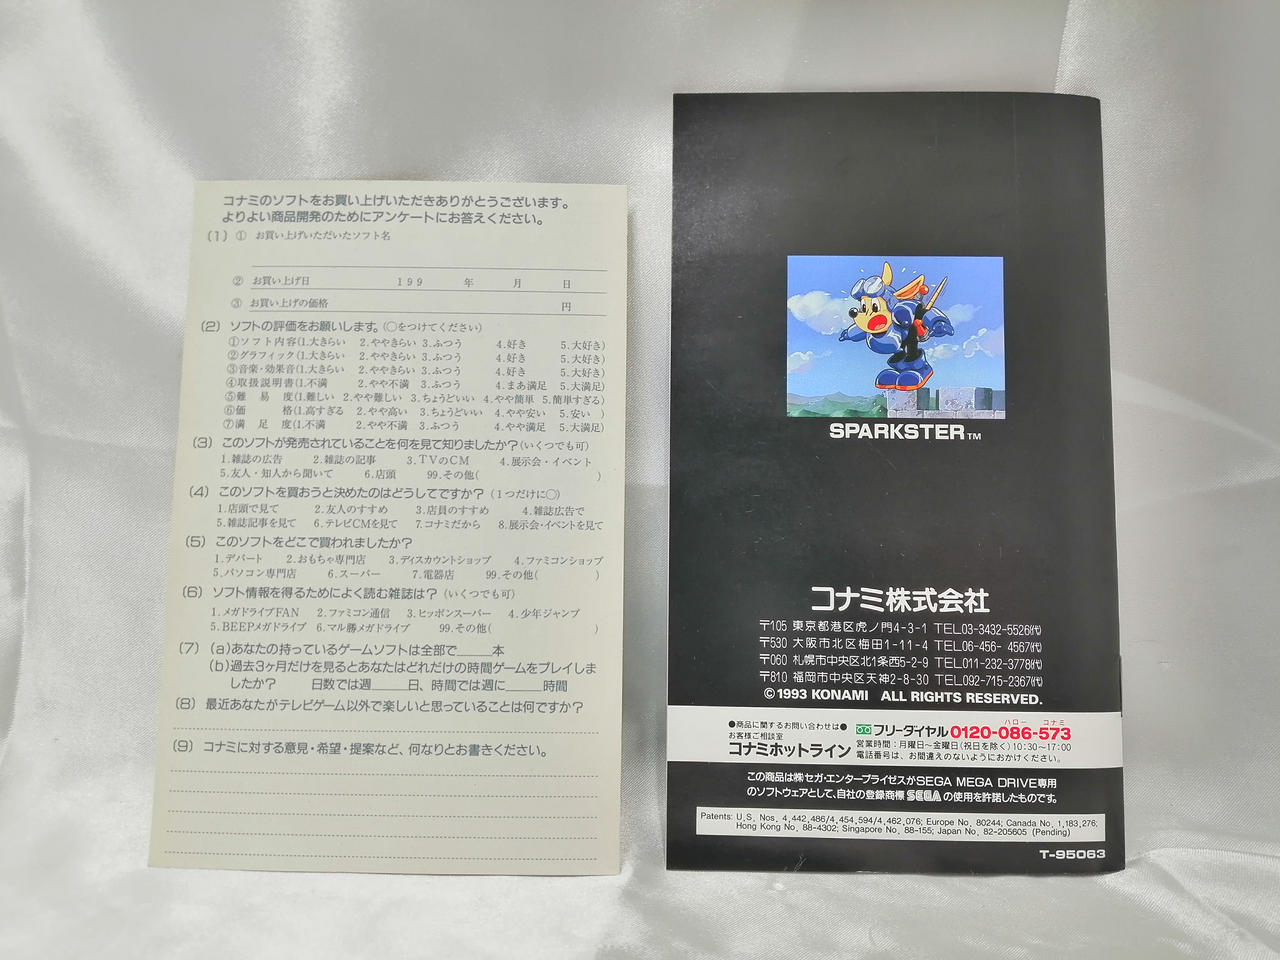 コナミのソフトをお買い上げいただきありがとうございます。
よりよい商品開発のためにアンケートにお答えください。
(1) ① お買い上げいただいたソフト名
② お買い上げ日 199 年 月 日
③ お買い上げの価格 円
(2) ソフトの評価をお願いします。(○をつけてください)
①ソフト内容(1.大きらい 2.ややきらい 3.ふつう 4.好き 5.大好き)
②グラフィック(1.大きらい 2.ややきらい 3.ふつう 4.好き 5.大好き)
③音楽・効果音(1.大きらい 2.ややきらい 3.ふつう 4.好き 5.大好き)
④取扱説明書(1.不満 2.やや不満 3.ふつう 4.まあ満足 5.大満足)
⑤難易度(1.難しい 2.やや難しい 3.ちょうどいい 4.やや簡単 5.簡単すぎる)
⑥価格(1.高すぎる 2.やや高い 3.ちょうどいい 4.やや安い 5.安い)
⑦満足度(1.不満 2.やや不満 3.ふつう 4.やや満足 5.大満足)
(3) このソフトが発売されていることを何を見て知りましたか?(いくつでも可)
1.雑誌の広告 2.雑誌の記事 3.TVのCM 4.展示会・イベント
5.友人・知人から聞いて 6.店頭 99.その他( )
(4) このソフトを買おうと決めたのはどうしてですか?(1つだけに○)
1.店頭で見て 2.友人のすすめ 3.店員のすすめ 4.雑誌広告で
5.雑誌記事を見て 6.テレビCMを見て 7.コナミだから 8.展示会・イベントを見て
(5) このソフトをどこで買われましたか?
1.デパート 2.おもちゃ専門店 3.ディスカウントショップ 4.ファミコンショップ
5.パソコン専門店 6.スーパー 7.電器店 99.その他( )
(6) ソフト情報を得るためによく読む雑誌は?(いくつでも可)
1.メガドライブFAN 2.ファミコン通信 3.ヒッポンスーパー 4.少年ジャンプ
5.BEEPメガドライブ 6.マル勝メガドライブ 99.その他( )
(7) (a)あなたの持っているゲームソフトは全部で____本
(b)過去3ヶ月だけを見るとあなたはどれだけの時間ゲームをプレイしま
したか? 日数では週____日、時間では週に____時間
(8) 最近あなたがテレビゲーム以外で楽しいと思っていることは何ですか?
(9) コナミに対する意見・希望・提案など、何なりとお書きください。
SPARKSTER™
コナミ株式会社
〒105 東京都港区虎ノ門4-3-1 TEL.03-3432-5526(代)
〒530 大阪市北区梅田1-11-4 TEL.06-456-4567(代)
〒060 札幌市中央区北1条西5-2-9 TEL.011-232-3778(代)
〒810 福岡市中央区天神2-8-30 TEL.092-715-2367(代)
©1993 KONAMI ALL RIGHTS RESERVED.
●商品に関するお問い合わせは●
お客様ご相談室
コナミホットライン
ハロー コナミ
フリーダイヤル 0120-086-573
営業時間:月曜日〜金曜日(祝日を除く)10:30〜17:00
電話番号は、お間違えのないようにおかけください。
この商品は㈱セガ・エンタープライゼスがSEGA MEGA DRIVE専用
のソフトウェアとして、自社の登録商標 SEGA の使用を許諾したものです。
Patents: U.S. Nos. 4,442,486/4,454,594/4,462,076; Europe No. 80244; Canada No. 1,183,276;
Hong Kong No. 88-4302; Singapore No. 88-155; Japan No. 82-205605 (Pending)
T-95063